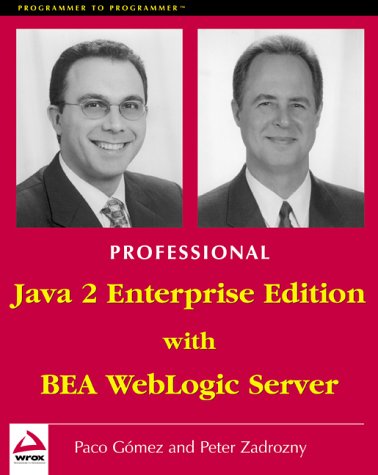 PROGRAMMER TO PROGRAMMER™
PROFESSIONAL
Java 2 Enterprise Edition
with
BEA WebLogic Server
wrox
Paco Gómez and Peter Zadrozny